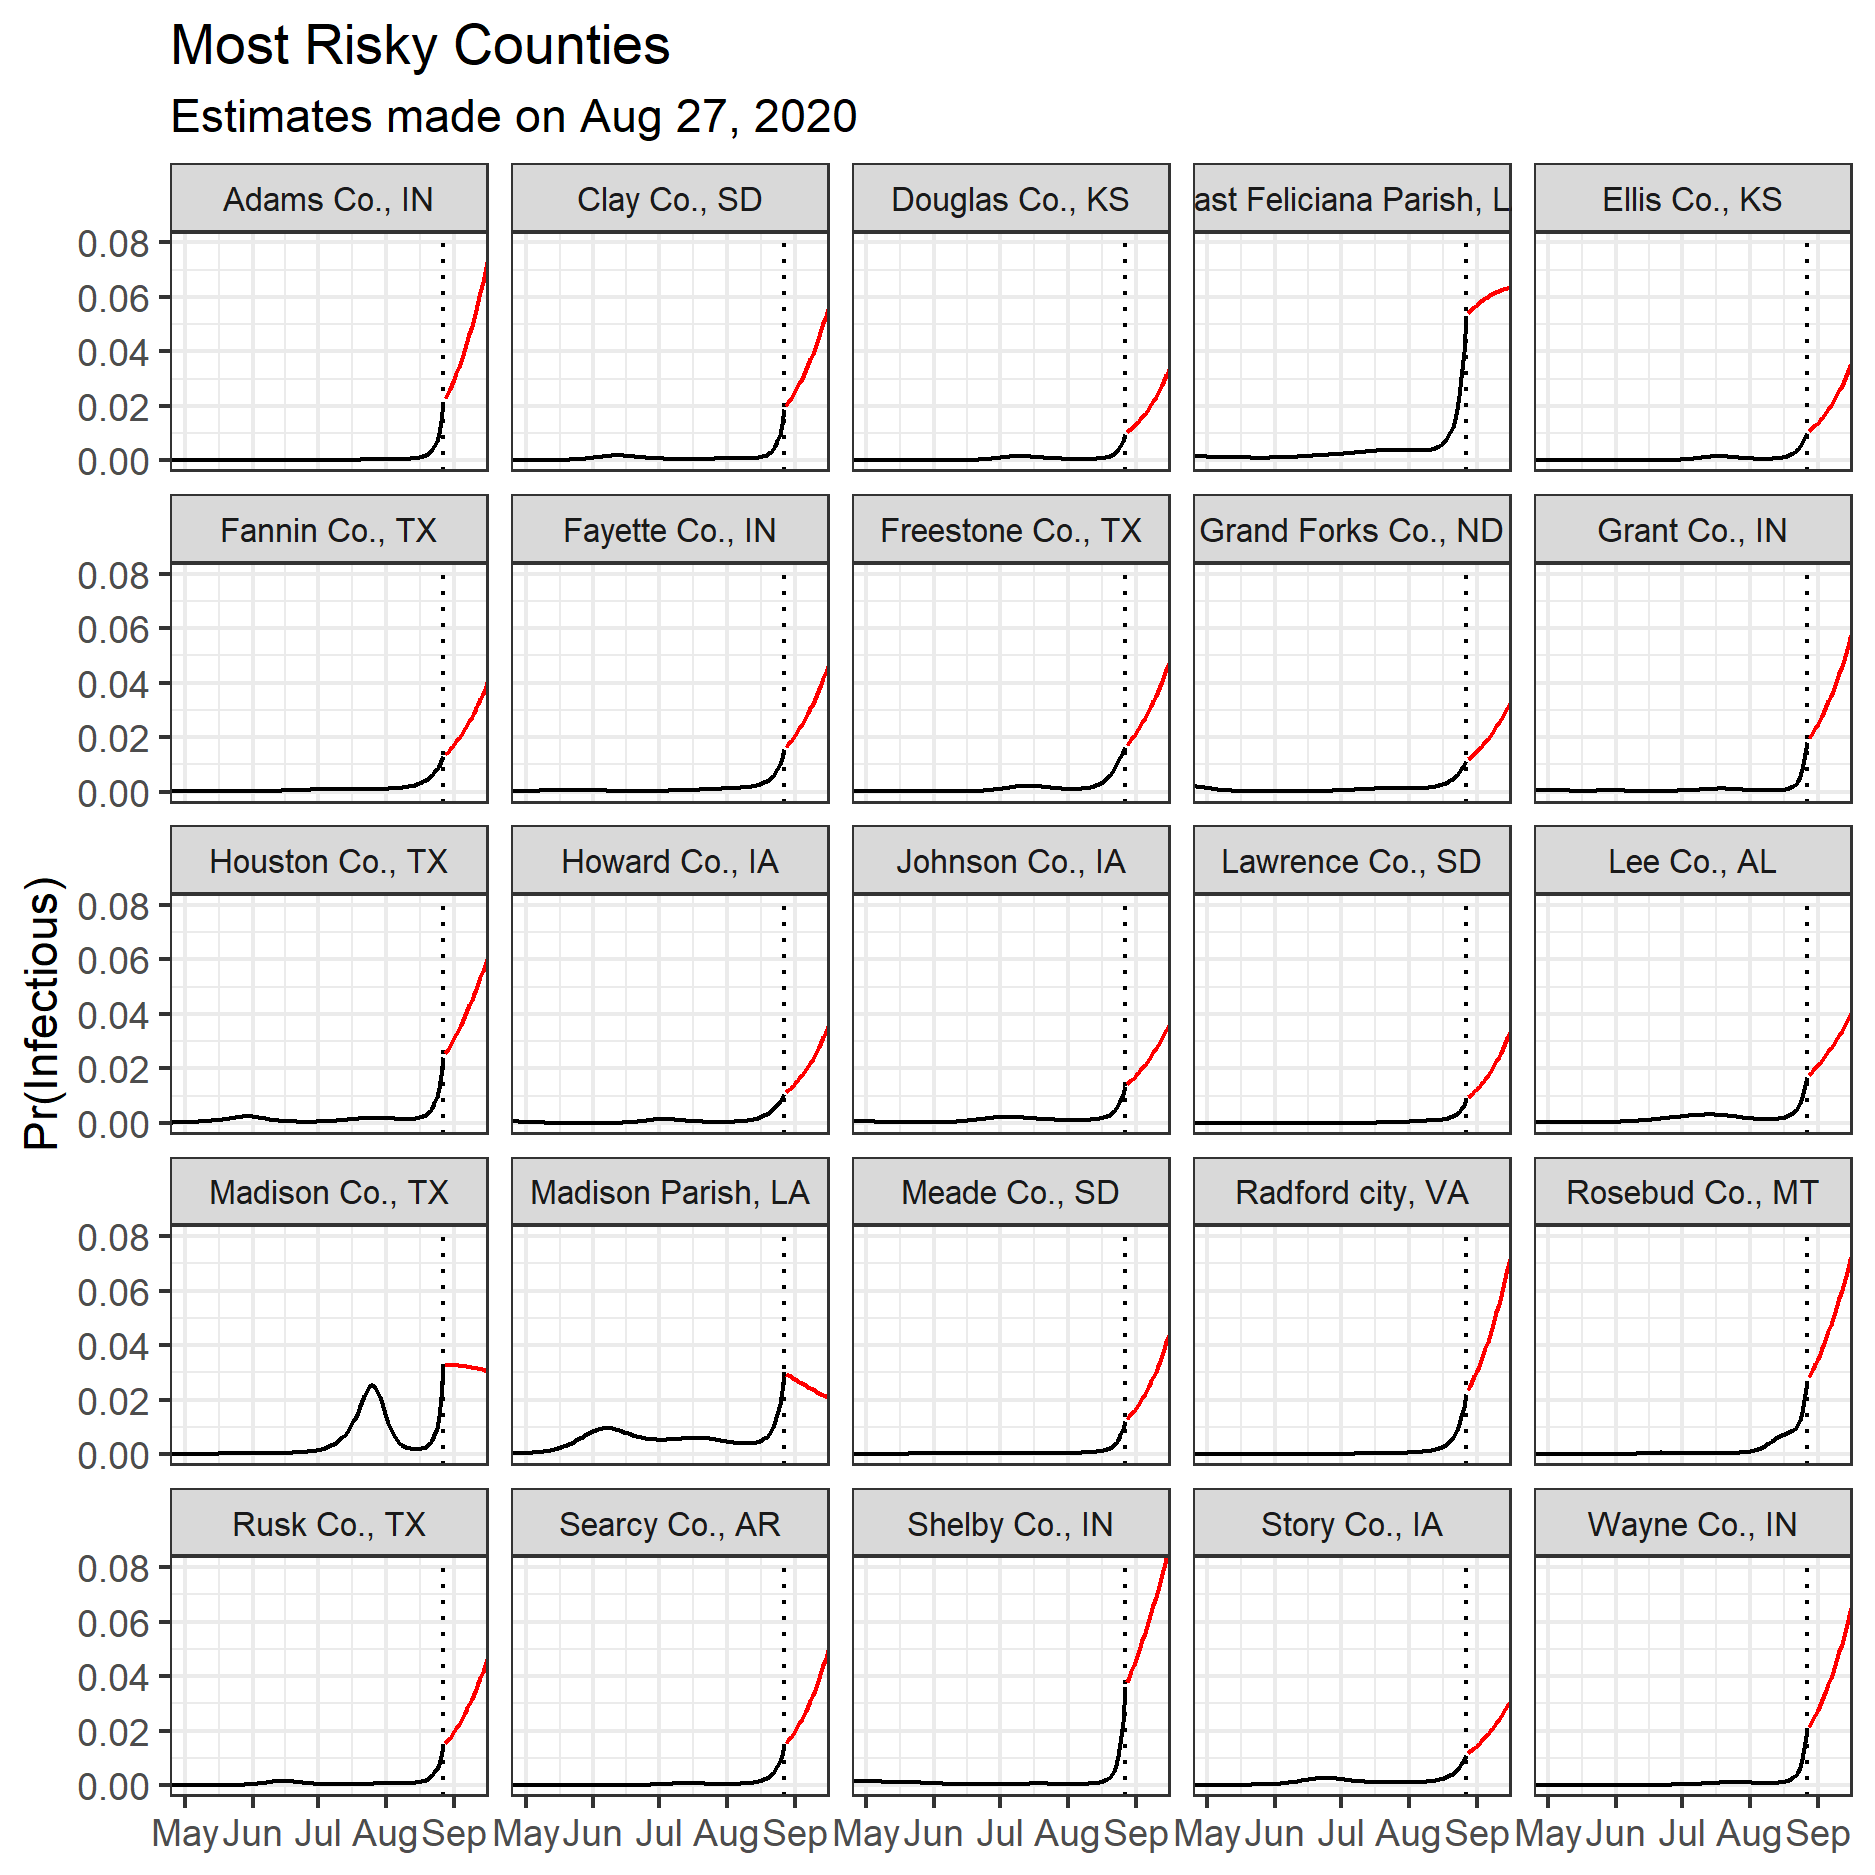 Most Risky Counties
Estimates made on Aug 27, 2020
Adams Co., IN
Clay Co., SD
Douglas Co., KS
ast Feliciana Parish, L
Ellis Co., KS
0.08
0.06
0.04
0.02
0.00
Fannin Co., TX
Fayette Co., IN
Freestone Co., TX
Grand Forks Co., ND
Grant Co., IN
0.08
0.06
0.04
0.02
0.00
Pr(Infectious)
Houston Co., TX
Howard Co., IA
Johnson Co., IA
Lawrence Co., SD
Lee Co., AL
0.08
0.06
0.04
0.02
0.00
Madison Co., TX
Madison Parish, LA
Meade Co., SD
Radford city, VA
Rosebud Co., MT
0.08
0.06
0.04
0.02
0.00
Rusk Co., TX
Searcy Co., AR
Shelby Co., IN
Story Co., IA
Wayne Co., IN
0.08
0.06
0.04
0.02
0.00
May Jun Jul Aug Sep
May Jun Jul Aug Sep
May Jun Jul Aug Sep
May Jun Jul Aug Sep
May Jun Jul Aug Sep